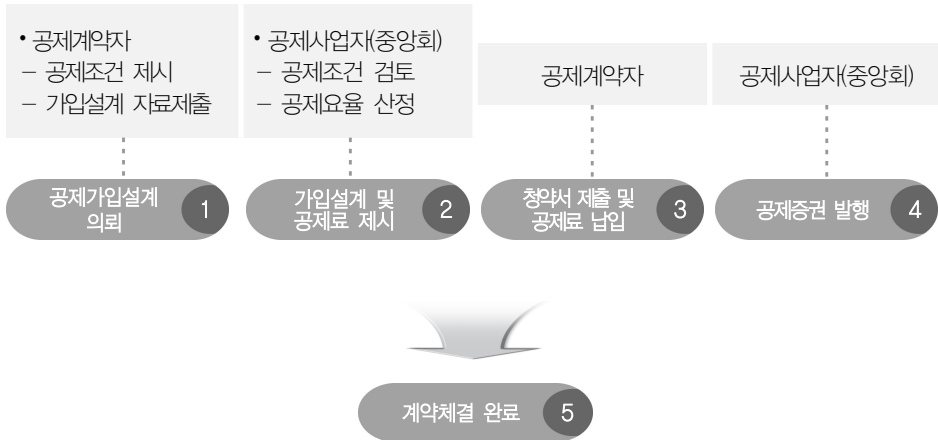 • 공제계약자
– 공제조건 제시
– 가입설계 자료제출
• 공제사업자(중앙회)
– 공제조건 검토
– 공제요율 산정
공제계약자
공제사업자(중앙회)
공제가입설계
의뢰
1
가입설계 및
공제료 제시
2
청약서 제출 및
공제료 납입
3
공제증권 발행
4
계약체결 완료
5